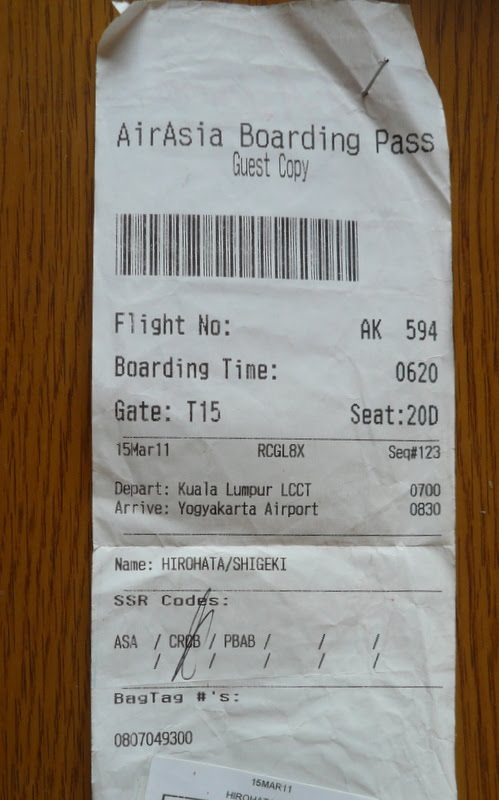 AirAsia Boarding Pass
Guest Copy
Flight No: AK 594
Boarding Time: 0620
Gate: T15 Seat:20D
15Mar11 RCGL8X Seq#123
Depart: Kuala Lumpur LCCT 0700
Arrive: Yogyakarta Airport 0830
Name: HIROHATA/SHIGEKI
SSR Codes:
ASA / CRCB / PBAB / / /
/ / / / /
BagTag #'s:
0807049300
15MAR11